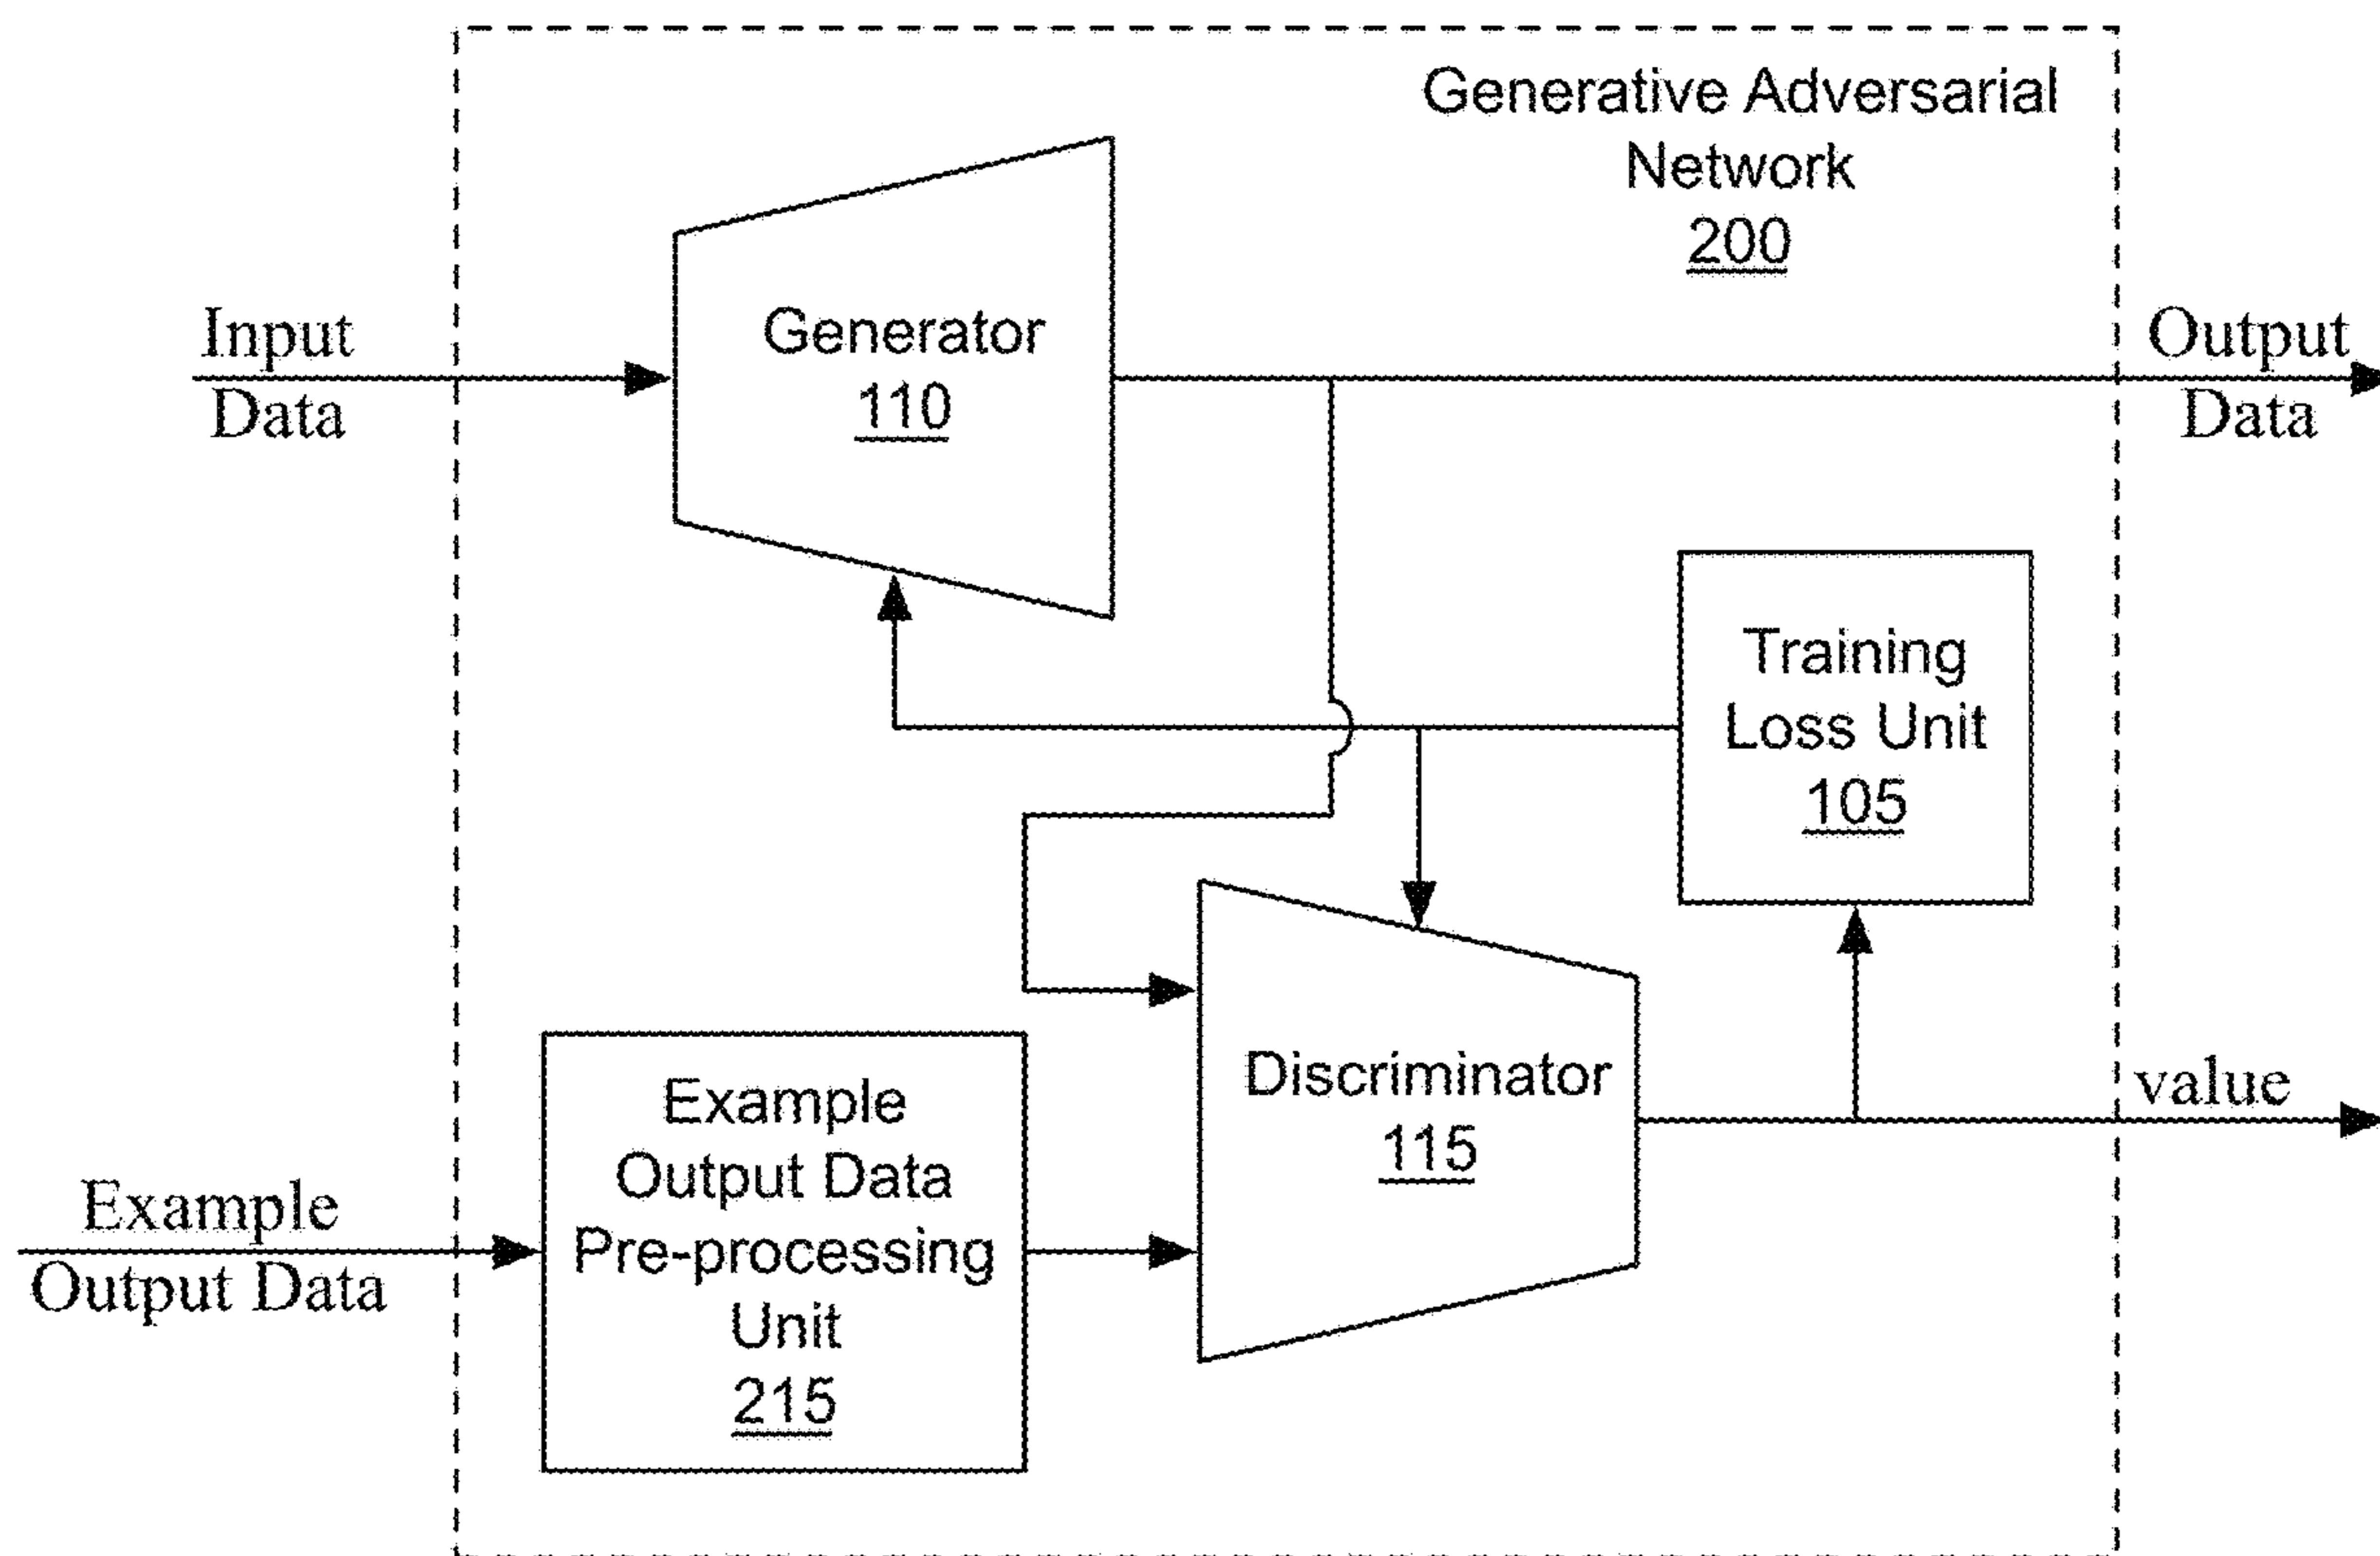 Generative Adversarial
Network
200
Input
Data
Generator
110
Output
Data
Training
Loss Unit
105
Discriminator
115
value
Example
Output Data
Example
Output Data
Pre-processing
Unit
215